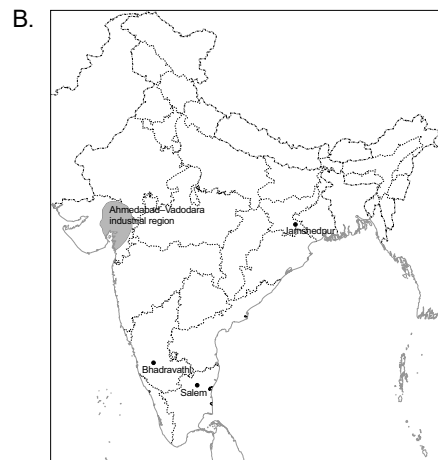 B.
Ahmedabad–Vadodara
industrial region
Jamshedpur
Bhadravathi
Salem